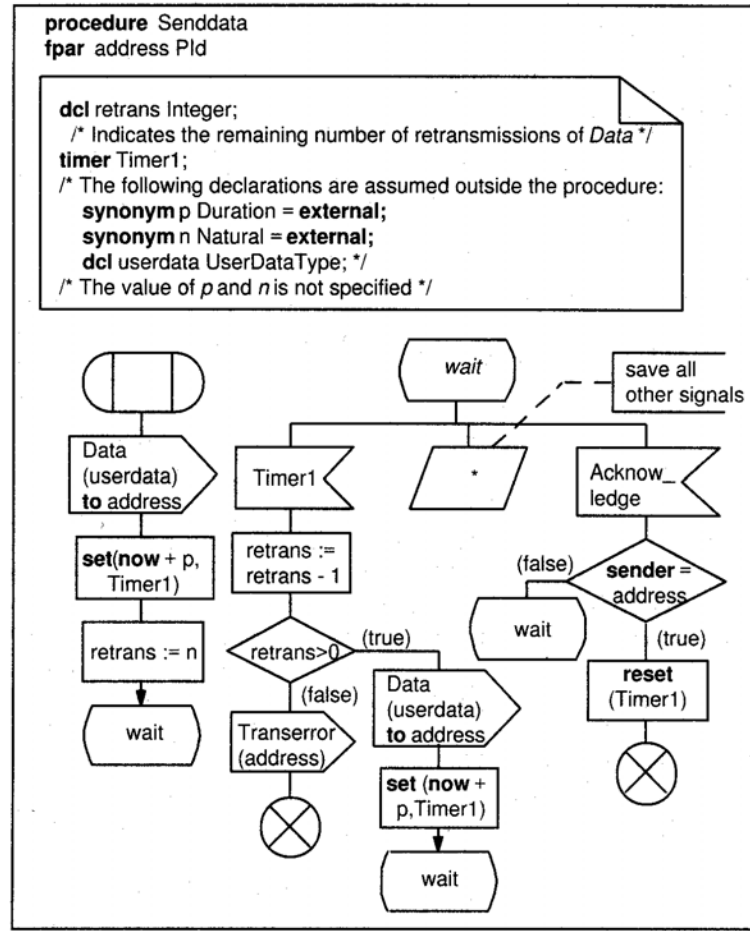 procedure Senddata
fpar address PId
dcl retrans Integer;
/* Indicates the remaining number of retransmissions of Data */
timer Timer1;
/* The following declarations are assumed outside the procedure:
synonym p Duration = external;
synonym n Natural = external;
dcl userdata UserDataType; */
/* The value of p and n is not specified */
Data
(userdata)
to address
set(now + p,
Timer1)
retrans := n
wait
wait
save all
other signals
Timer1
*
Acknow_
ledge
retrans :=
retrans - 1
retrans>0
(true)
(false)
Transerror
(address)
Data
(userdata)
to address
set (now +
p,Timer1)
wait
(false)
sender =
address
wait
(true)
reset
(Timer1)